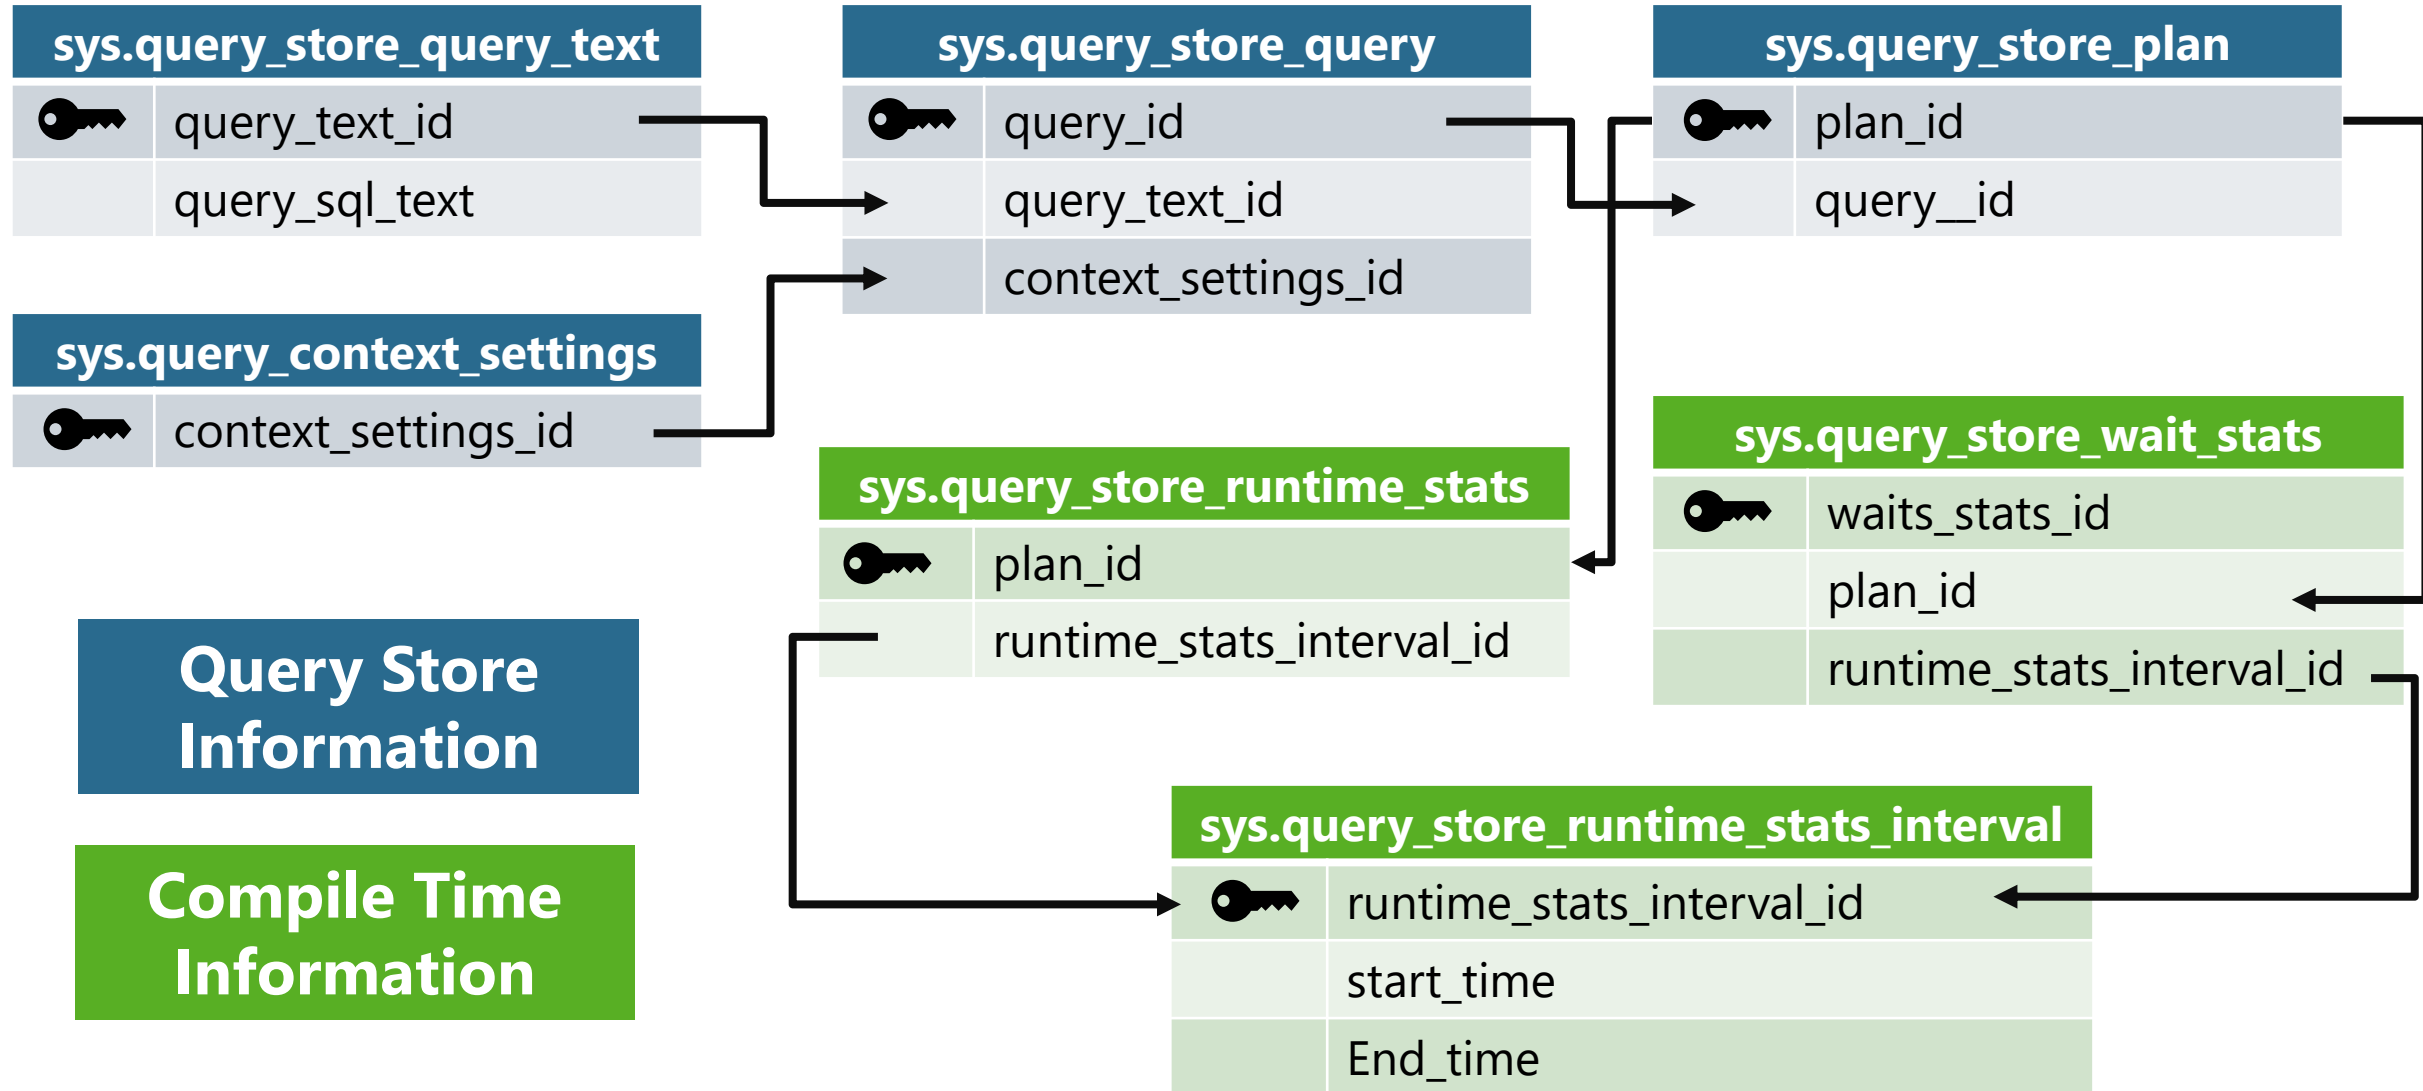 sys.query_store_query_text
query_text_id
query_sql_text
sys.query_context_settings
context_settings_id
sys.query_store_query
query_id
query_text_id
context_settings_id
sys.query_store_plan
plan_id
query__id
sys.query_store_runtime_stats
plan_id
runtime_stats_interval_id
sys.query_store_wait_stats
waits_stats_id
plan_id
runtime_stats_interval_id
Query Store
Information
Compile Time
Information
sys.query_store_runtime_stats_interval
runtime_stats_interval_id
start_time
End_time